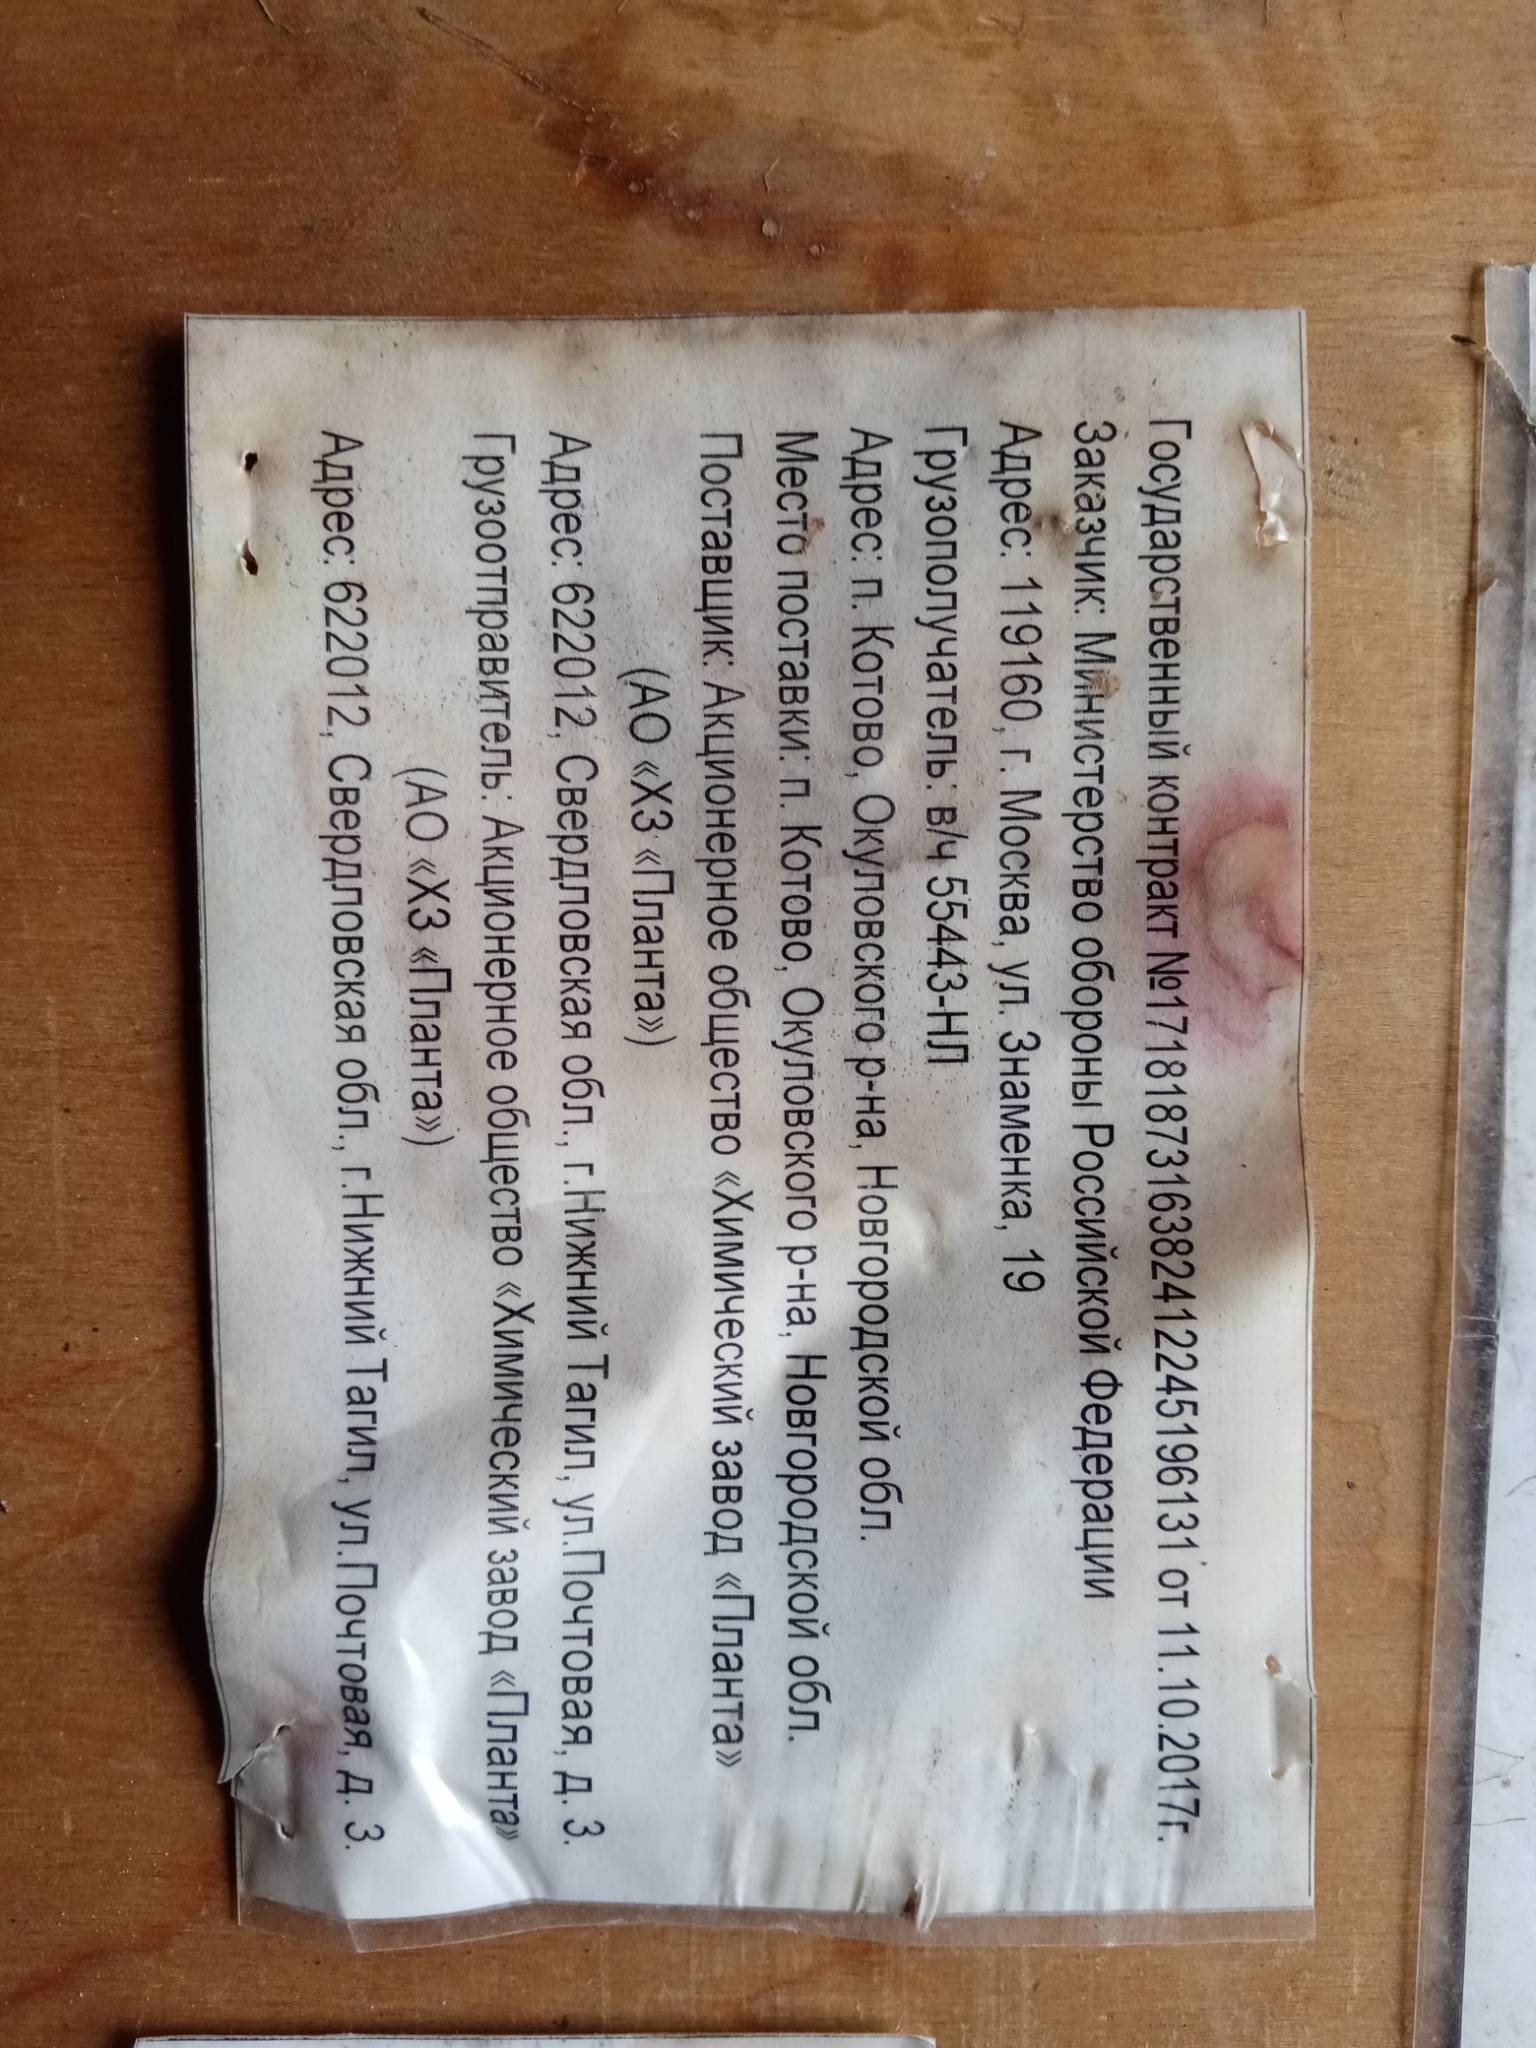 Государственный контракт №1718187316382412245196131 от 11.10.2017г.
Заказчик: Министерство обороны Российской Федерации
Адрес: 119160, г. Москва, ул. Знаменка, 19
Грузополучатель: в/ч 55443-НЛ
Адрес: п. Котово, Окуловского р-на, Новгородской обл.
Место поставки: п. Котово, Окуловского р-на, Новгородской обл.
Поставщик: Акционерное общество «Химический завод «Планта»
(АО «ХЗ «Планта»)
Адрес: 622012, Свердловская обл., г.Нижний Тагил, ул.Почтовая, д. 3.
Грузоотправитель: Акционерное общество «Химический завод «Планта»
(АО «ХЗ «Планта»)
Адрес: 622012, Свердловская обл., г.Нижний Тагил, ул.Почтовая, д. 3.